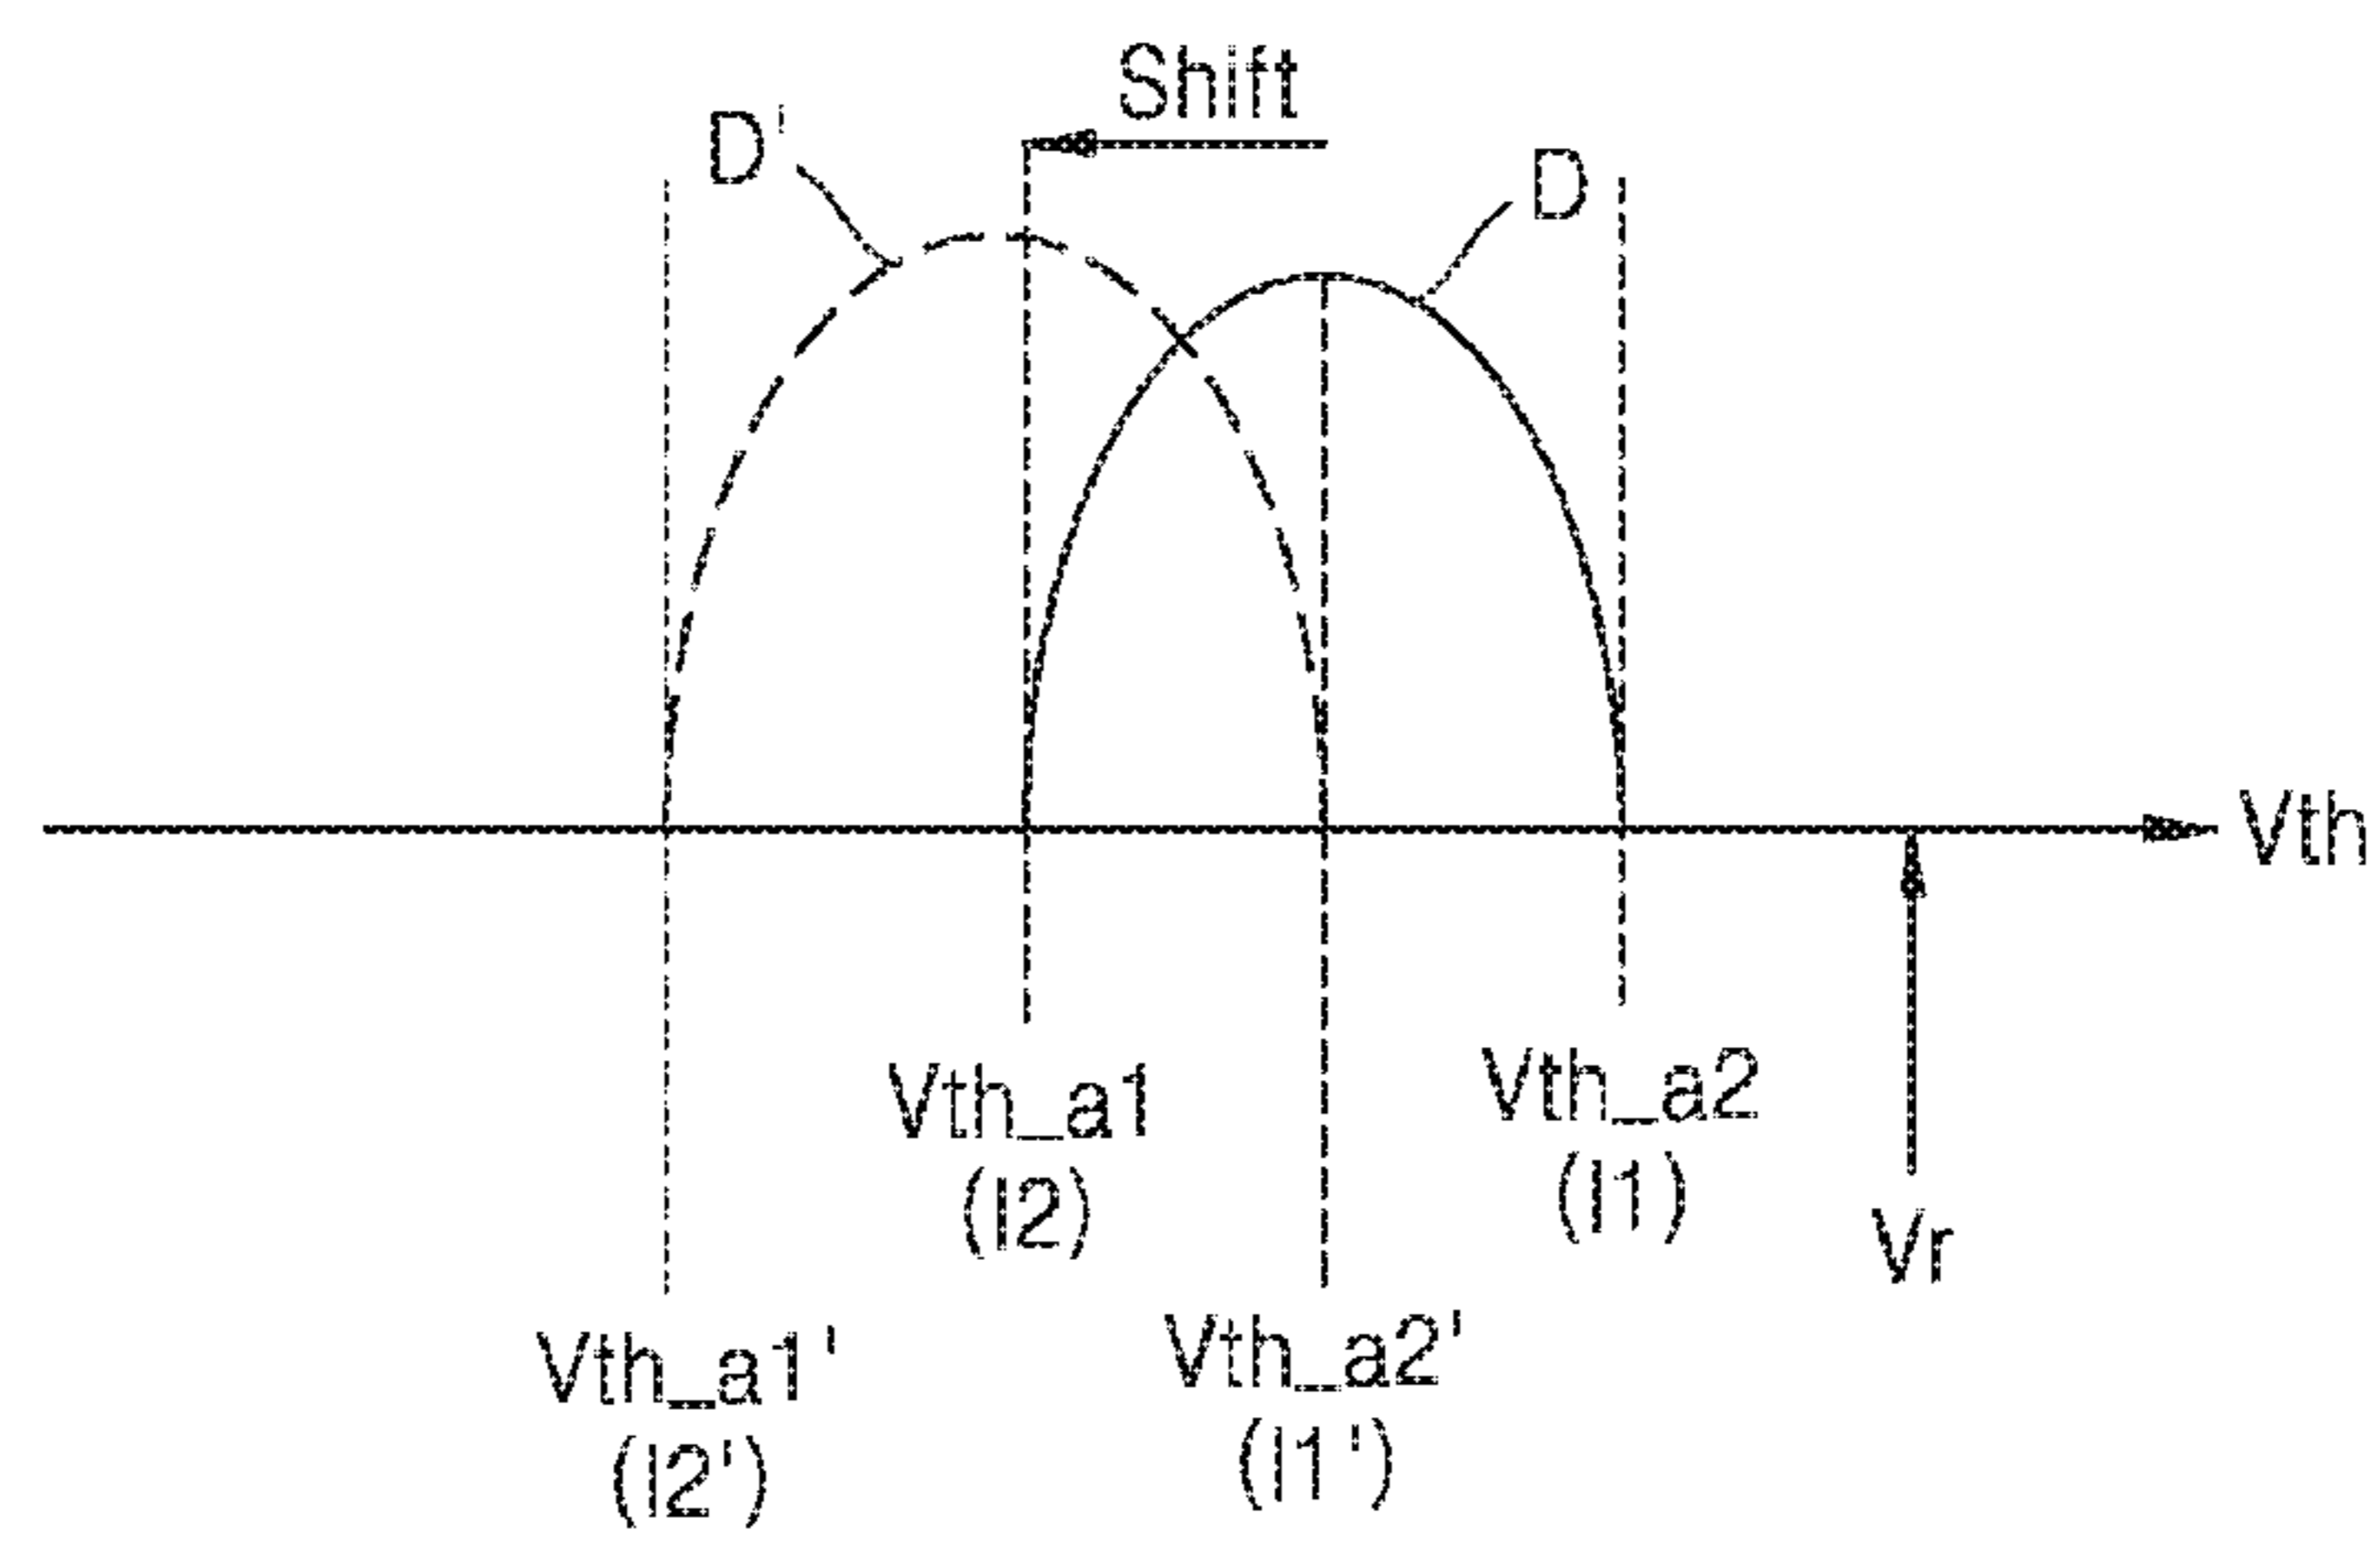 Shift
D'
D
Vth
Vth_a1
(I2)
Vth_a2
(I1)
Vr
Vth_a1'
(I2')
Vth_a2'
(I1')